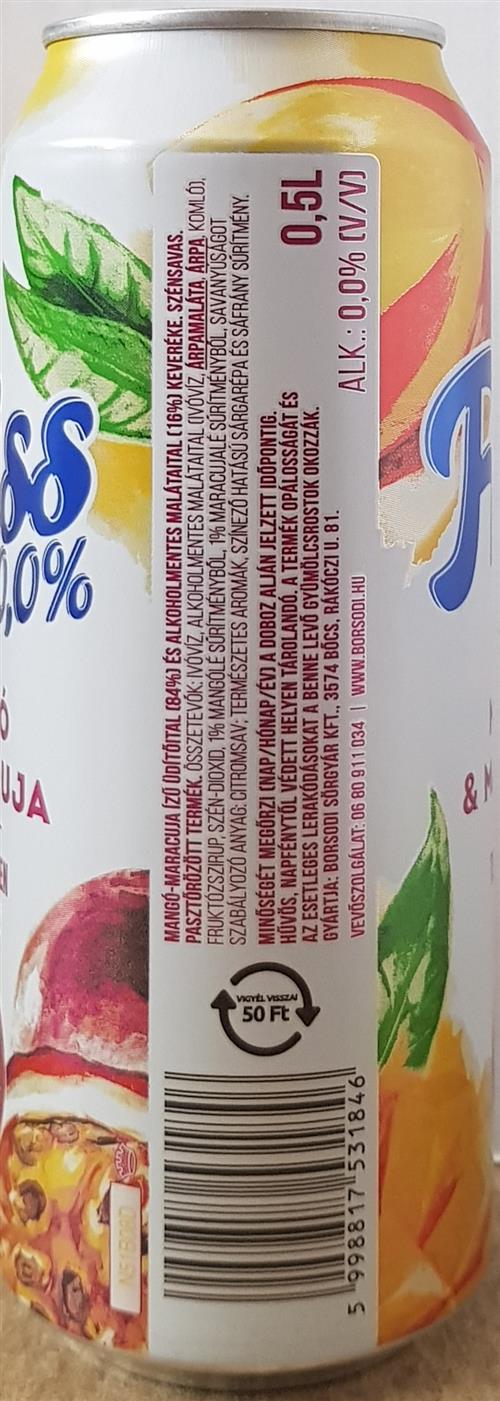 MANGÓ-MARACUJA ÍZŰ ÜDÍTŐITAL (84%) ÉS ALKOHOLMENTES MALÁTAITAL (16%) KEVERÉKE. SZÉNSAVAS,
PASZTŐRÖZÖTT TERMÉK. ÖSSZETEVŐK: IVÓVÍZ, ALKOHOLMENTES MALÁTAITAL (IVÓVÍZ, ÁRPAMALÁTA, ÁRPA, KOMLÓ),
FRUKTÓZSZIRUP, SZÉN-DIOXID, 1% MANGÓLÉ SŰRÍTMÉNYBŐL, 1% MARACUJALÉ SŰRÍTMÉNYBŐL, SAVANYÚSÁGOT
SZABÁLYOZÓ ANYAG: CITROMSAV; TERMÉSZETES AROMÁK, SZÍNEZŐ HATÁSÚ SÁRGARÉPA ÉS SÁFRÁNY SŰRÍTMÉNY.
MINŐSÉGÉT MEGŐRZI (NAP/HÓNAP/ÉV): A DOBOZ ALJÁN JELZETT IDŐPONTIG.
HŰVÖS, NAPFÉNYTŐL VÉDETT HELYEN TÁROLANDÓ. A TERMÉK OPÁLOSSÁGÁT ÉS
AZ ESETLEGES LERAKÓDÁSOKAT A BENNE LEVŐ GYÜMÖLCSROSTOK OKOZZÁK.
GYÁRTJA: BORSODI SÖRGYÁR KFT., 3574 BŐCS, RÁKÓCZI U. 81.
VEVŐSZOLGÁLAT: 06 80 911 034 | WWW.BORSODI.HU
0,5L
ALK.: 0,0% (V/V)
VIGYÉL VISSZA!
50 Ft
5 998817 531846
ss
0,0%
Ó
UJA
&